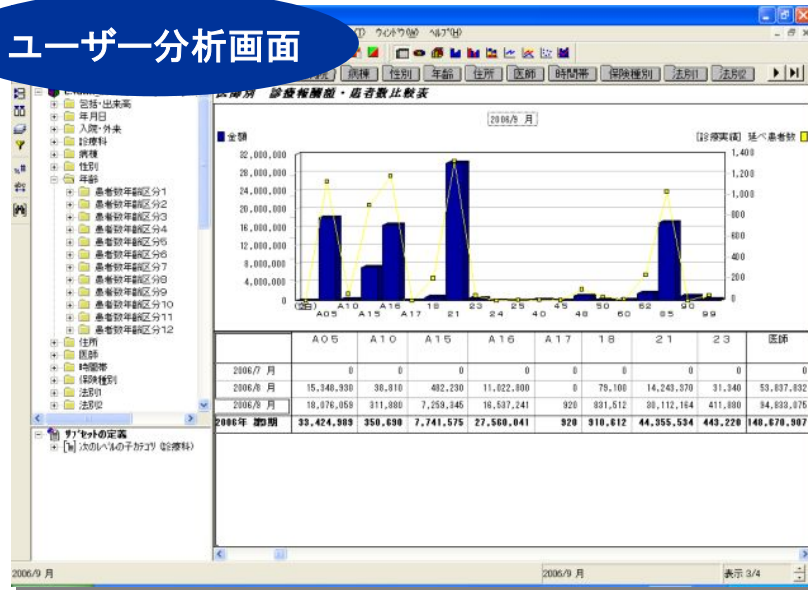 ユーザー分析画面
ｳｨﾝﾄﾞｳ(W) ﾍﾙﾌﾟ(H)
病棟 性別 年齢 住所 医師 時間帯 保険種別 法別1 法別2
包括・出来高
年月日
入院・外来
診療科
病棟
性別
年齢
患者数年齢区分1
患者数年齢区分2
患者数年齢区分3
患者数年齢区分4
患者数年齢区分5
患者数年齢区分6
患者数年齢区分7
患者数年齢区分8
患者数年齢区分9
患者数年齢区分10
患者数年齢区分11
患者数年齢区分12
住所
医師
時間帯
保険種別
法別1
法別2
ｻﾌﾞｾｯﾄの定義
次のﾚﾍﾞﾙの子ｶﾃｺﾞﾘ (診療科)
医師別 診療報酬額・患者数比較表
2006/9 月
金額
[診療実績] 延べ患者数
32,000,000
28,000,000
24,000,000
20,000,000
16,000,000
12,000,000
8,000,000
4,000,000
0
1,400
1,200
1,000
800
600
400
200
0
(空白) A10 A16 18 23 25 45 50 62 90
A05 A15 A17 21 24 40 48 60 85 99
A05 A10 A15 A16 A17 18 21 23 医師
2006/7 月 0 0 0 0 0 0 0 0 0
2006/8 月 15,348,930 38,810 482,230 11,022,800 0 79,100 14,243,370 31,340 53,837,832
2006/9 月 18,076,059 311,880 7,259,345 16,537,241 920 831,512 30,112,164 411,880 94,833,075
2006年 第3期 33,424,989 350,690 7,741,575 27,560,041 920 910,612 44,355,534 443,220 148,670,907
2006/9 月
2006/9 月
表示 3/4